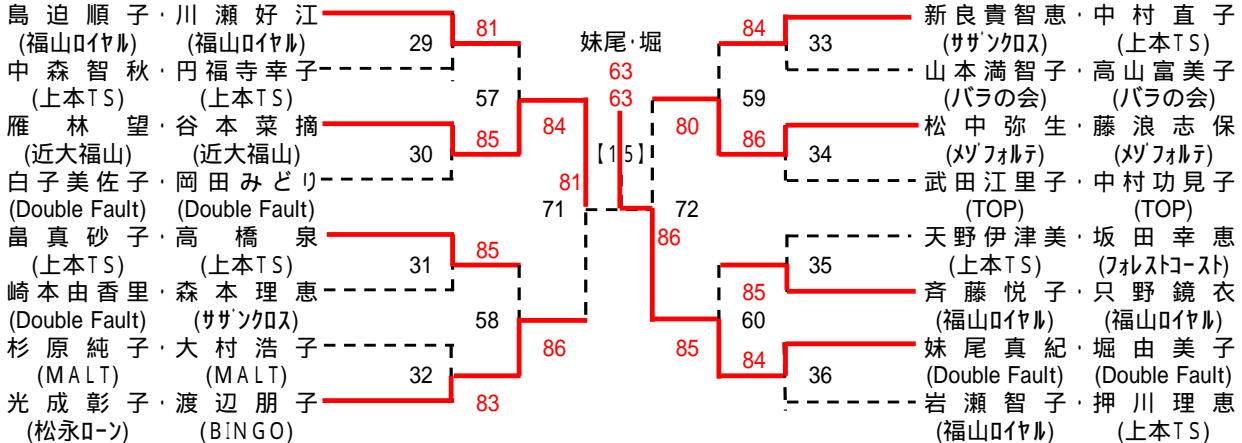 島迫順子・川瀬好江
(福山ロイヤル) (福山ロイヤル)
中森智秋・円福寺幸子
(上本TS) (上本TS)
雁林望・谷本菜摘
(近大福山) (近大福山)
白子美佐子・岡田みどり
(Double Fault) (Double Fault)
畠真砂子・高橋泉
(上本TS) (上本TS)
崎本由香里・森本理恵
(Double Fault) (ササンクロス)
杉原純子・大村浩子
(MALT) (MALT)
光成彰子・渡辺朋子
(松永ローン) (BINGO)
29
30
31
32
81
85
85
83
57
58
84
86
71
81
妹尾・堀
63
63
【15】
72
86
80
85
59
60
84
86
85
84
33
34
35
36
新良貴智恵・中村直子
(サザンクロス) (上本TS)
山本満智子・高山富美子
(バラの会) (バラの会)
松中弥生・藤浪志保
(メゾフォルテ) (メゾフォルテ)
武田江里子・中村功見子
(TOP) (TOP)
天野伊津美・坂田幸恵
(上本TS) (フォレストコースト)
斉藤悦子・只野鏡衣
(福山ロイヤル) (福山ロイヤル)
妹尾真紀・堀由美子
(Double Fault) (Double Fault)
岩瀬智子・押川理恵
(福山ロイヤル) (上本TS)